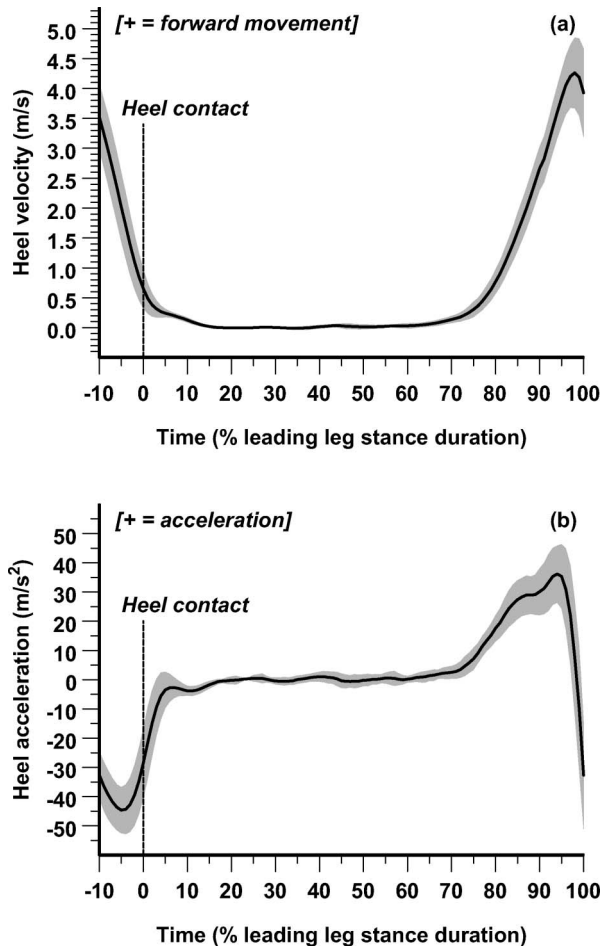 [+ = forward movement]
(a)
5.0
4.5
4.0
3.5
3.0
2.5
2.0
1.5
1.0
0.5
0.0
Heel velocity (m/s)
Heel contact
-10 0 10 20 30 40 50 60 70 80 90 100
Time (% leading leg stance duration)
[+ = acceleration]
(b)
50
40
30
20
10
0
-10
-20
-30
-40
-50
Heel acceleration (m/s²)
Heel contact
-10 0 10 20 30 40 50 60 70 80 90 100
Time (% leading leg stance duration)